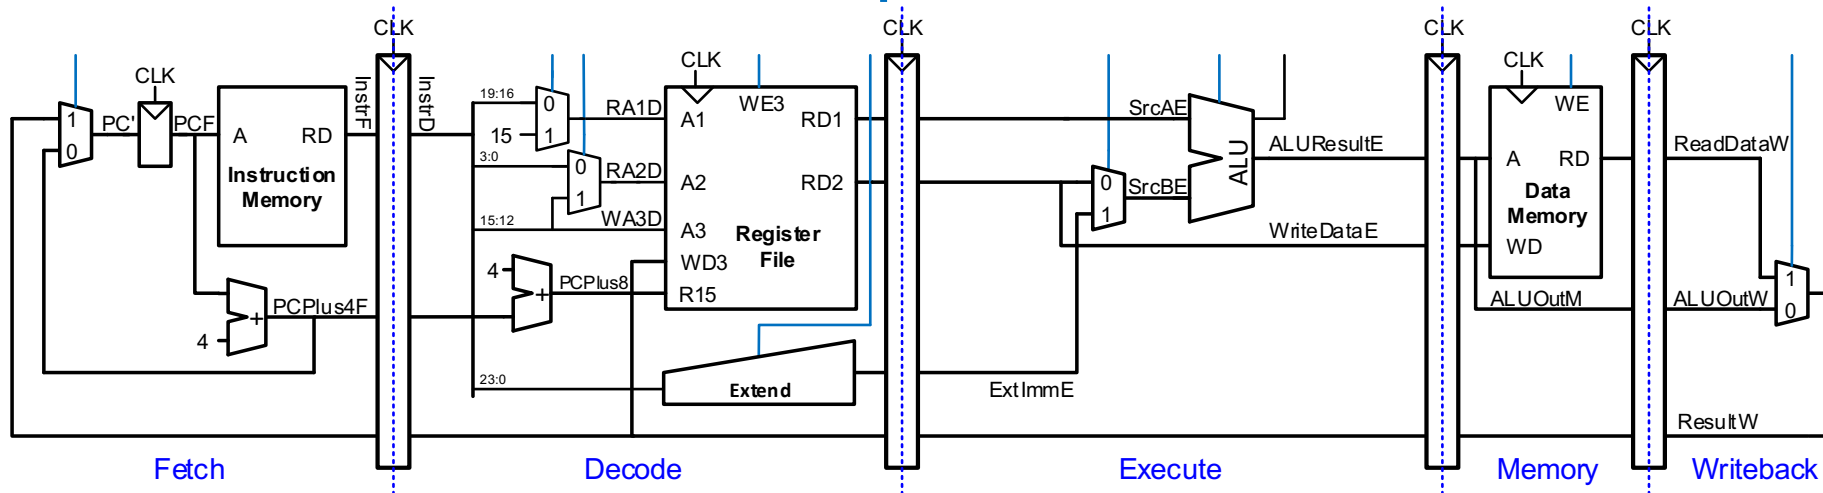 CLK
CLK
CLK
CLK
CLK
CLK
CLK
1
0
PC'
PCF
A
RD
Instruction
Memory
InstrF
InstrD
4
+
PCPlus4F
19:16
15
0
1
RA1D
3:0
0
1
RA2D
15:12
WA3D
4
+
PCPlus8
23:0
A1
A2
A3
WD3
R15
WE3
RD1
RD2
Register
File
Extend
ExtImmE
0
1
SrcAE
SrcBE
ALU
ALUResultE
WriteDataE
WE
A
RD
Data
Memory
WD
ALUOutM
ReadDataW
ALUOutW
1
0
ResultW
Fetch
Decode
Execute
Memory
Writeback